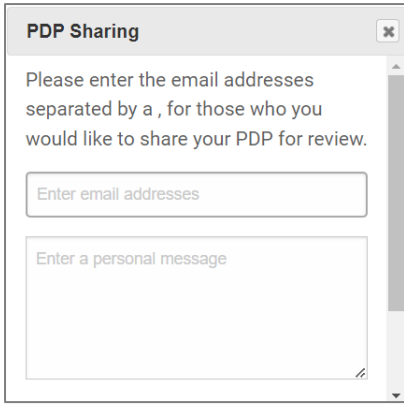 PDP Sharing
Please enter the email addresses
separated by a , for those who you
would like to share your PDP for review.
Enter email addresses
Enter a personal message